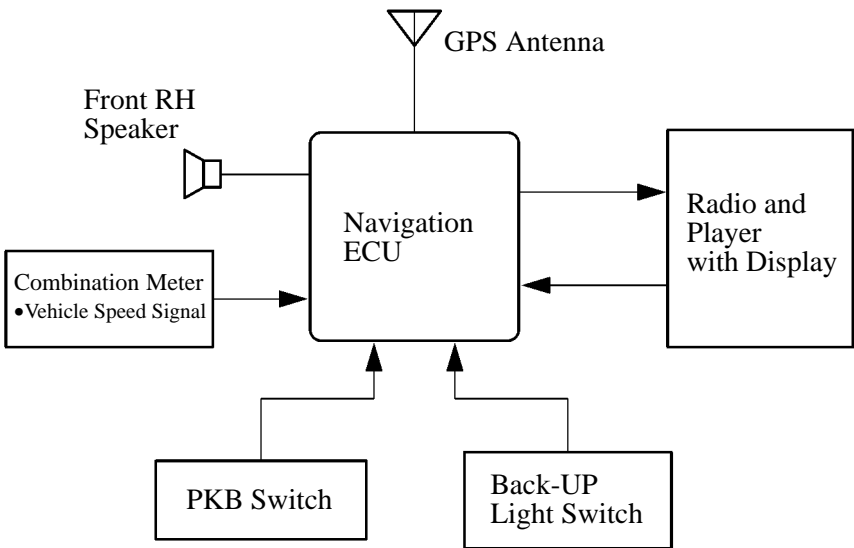 GPS Antenna
Front RH
Speaker
Navigation
ECU
Radio and
Player
with Display
Combination Meter
•Vehicle Speed Signal
PKB Switch
Back-UP
Light Switch